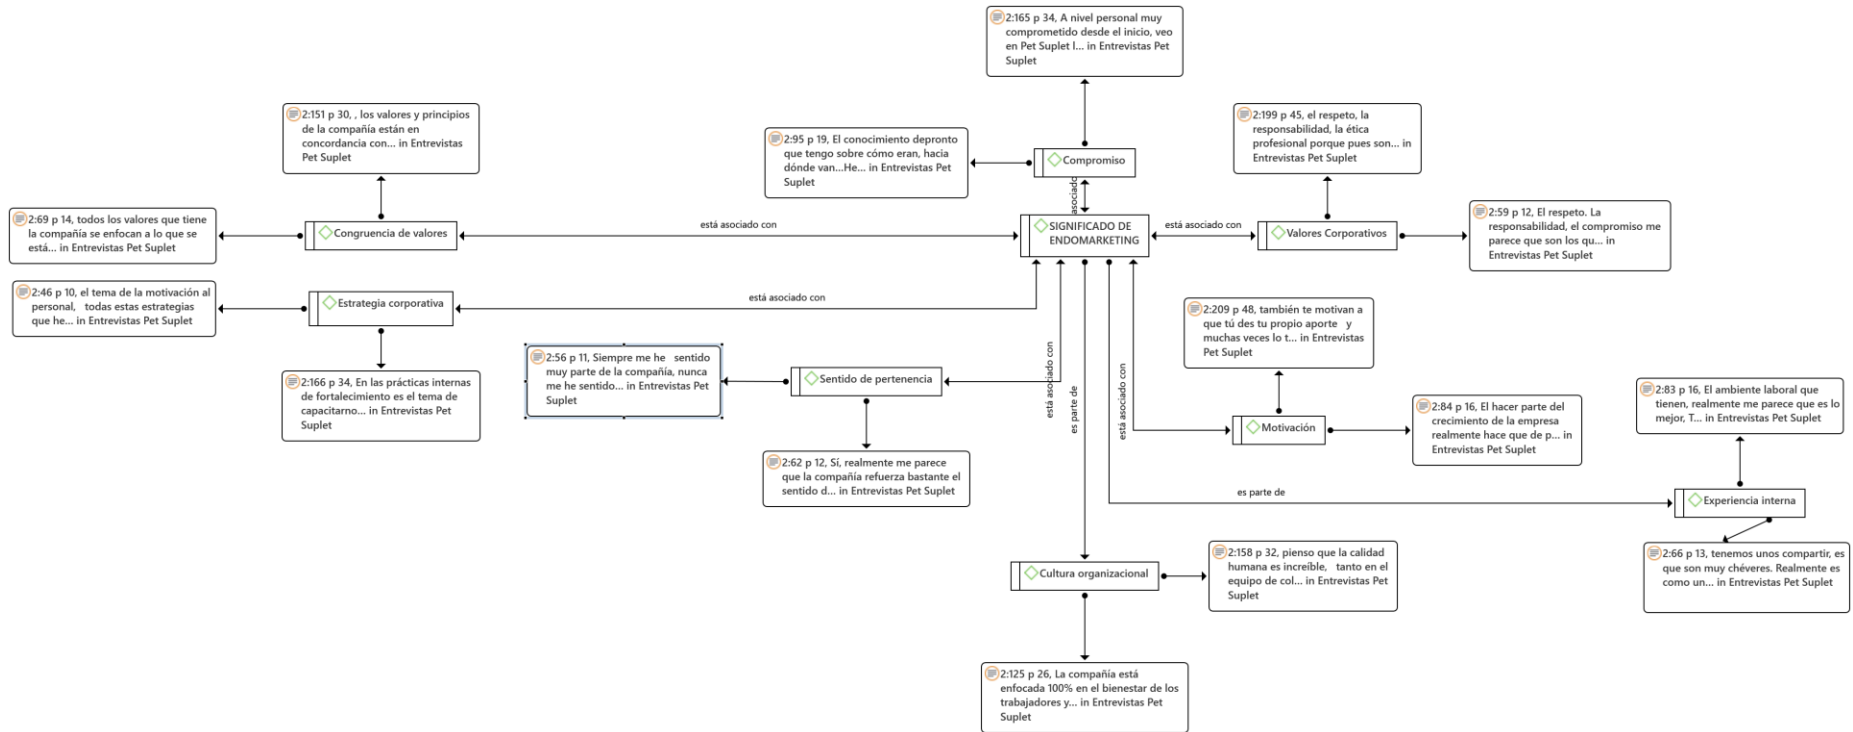 2:165 p 34, A nivel personal muy
comprometido desde el inicio, veo
en Pet Suplet l... in Entrevistas Pet
Suplet
2:151 p 30, , los valores y principios
de la compañía están en
concordancia con... in Entrevistas
Pet Suplet
2:95 p 19, El conocimiento depronto
que tengo sobre cómo eran, hacia
dónde van...He... in Entrevistas Pet
Suplet
Compromiso
2:199 p 45, el respeto, la
responsabilidad, la ética
profesional porque pues son... in
Entrevistas Pet Suplet
asociado
2:69 p 14, todos los valores que tiene
la compañía se enfocan a lo que se
está... in Entrevistas Pet Suplet
Congruencia de valores
está asociado con
SIGNIFICADO DE
ENDOMARKETING
está asociado con
Valores Corporativos
2:59 p 12, El respeto. La
responsabilidad, el compromiso me
parece que son los qu... in
Entrevistas Pet Suplet
2:46 p 10, el tema de la motivación al
personal, todas estas estrategias
que he... in Entrevistas Pet Suplet
Estrategia corporativa
está asociado con
2:166 p 34, En las prácticas internas
de fortalecimiento es el tema de
capacitarno... in Entrevistas Pet
Suplet
2:56 p 11, Siempre me he sentido
muy parte de la compañía, nunca
me he sentido... in Entrevistas Pet
Suplet
Sentido de pertenencia
está asociado con
es parte de
está asociado con
2:209 p 48, también te motivan a
que tú des tu propio aporte y
muchas veces lo t... in Entrevistas
Pet Suplet
Motivación
2:84 p 16, El hacer parte del
crecimiento de la empresa
realmente hace que de p... in
Entrevistas Pet Suplet
2:83 p 16, El ambiente laboral que
tienen, realmente me parece que es lo
mejor, T... in Entrevistas Pet Suplet
2:62 p 12, Sí, realmente me parece
que la compañía refuerza bastante el
sentido d... in Entrevistas Pet Suplet
es parte de
Experiencia interna
2:66 p 13, tenemos unos compartir, es
que son muy chéveres. Realmente es
como un... in Entrevistas Pet Suplet
Cultura organizacional
2:158 p 32, pienso que la calidad
humana es increíble, tanto en el
equipo de col... in Entrevistas Pet
Suplet
2:125 p 26, La compañía está
enfocada 100% en el bienestar de los
trabajadores y... in Entrevistas Pet
Suplet